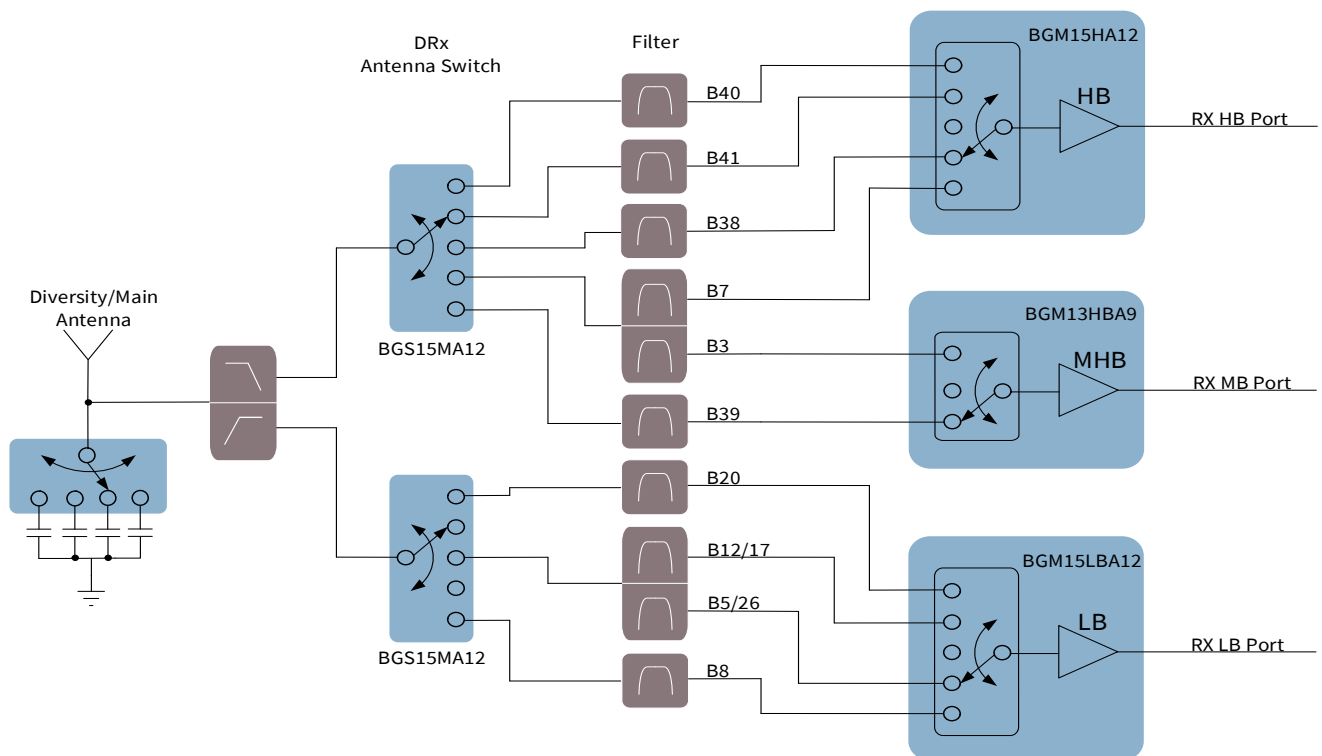 DRx
Antenna Switch
Filter
BGM15HA12
B40
HB
RX HB Port
B41
B38
Diversity/Main
Antenna
B7
BGM13HBA9
BGS15MA12
B3
MHB
RX MB Port
B39
B20
B12/17
BGM15LBA12
B5/26
LB
RX LB Port
BGS15MA12
B8